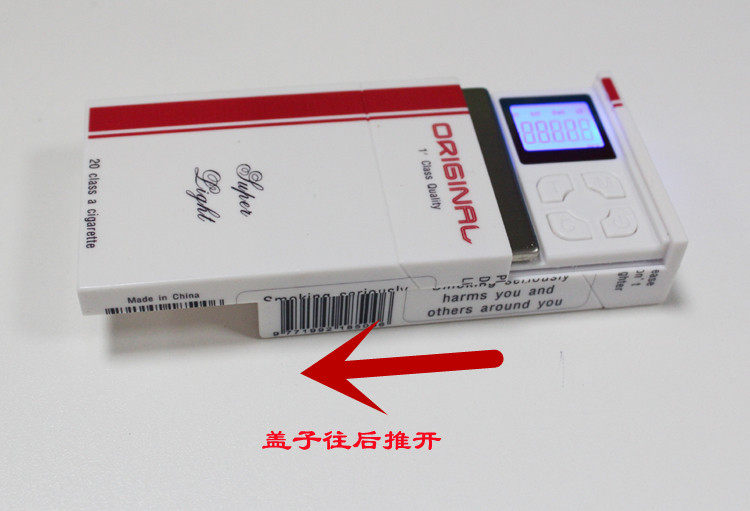 ORIGINAL
1' Class Quality
Super
Light
20 class a cigarette
Made in China
Smoking seriously
harms you and
others around you
盖子往后推开